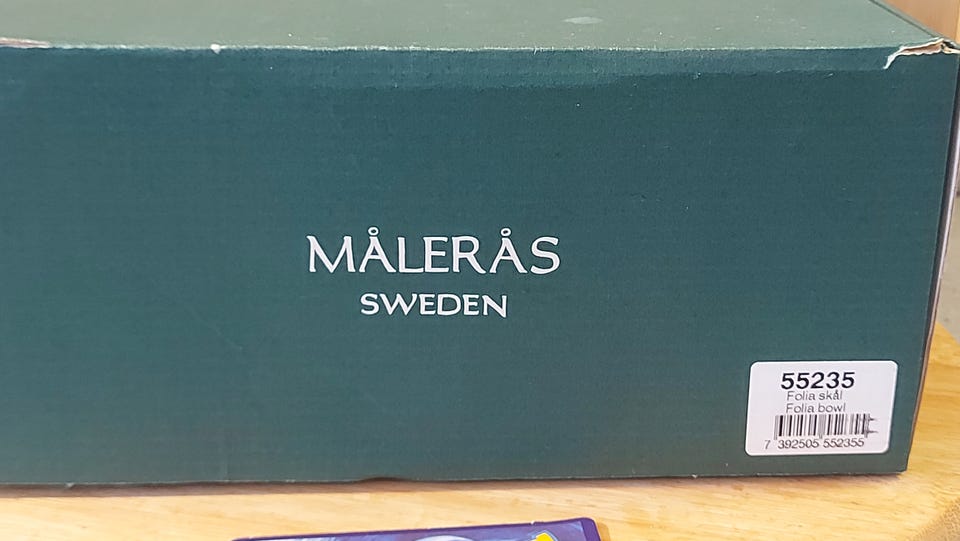 MÅLERÅS
SWEDEN
55235
Folia skål
Folia bowl
7 392505 552355